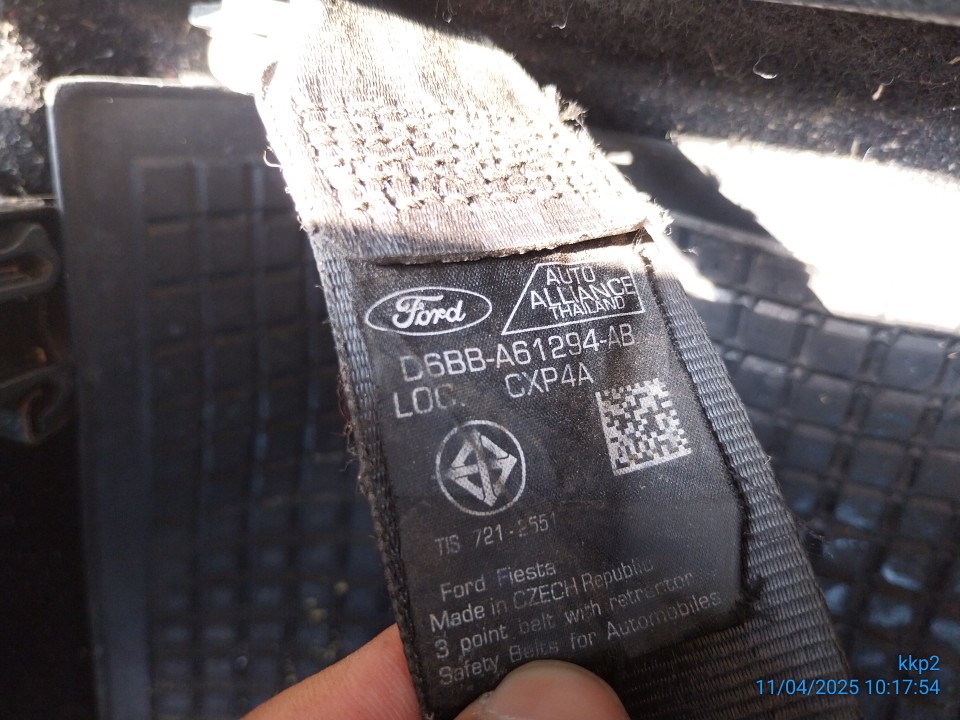 Ford
AUTO
ALLIANCE
THAILAND
D6BB-A61294-AB
LOC. CXP4A
TIS 721-2551
Ford Fiesta
Made in CZECH Republic
3 point belt with retractor
Safety Belts for Automobiles
kkp2
11/04/2025 10:17:54